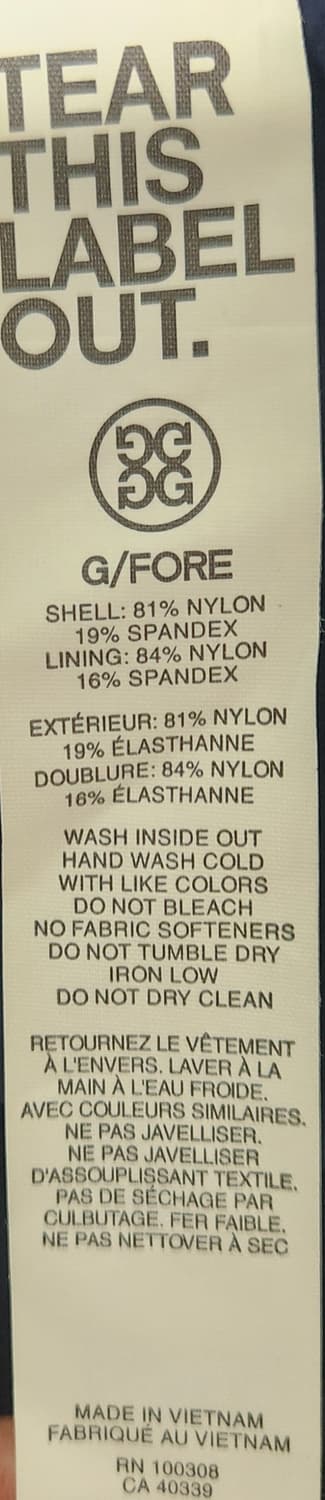 TEAR
THIS
LABEL
OUT.
G/FORE
SHELL: 81% NYLON
19% SPANDEX
LINING: 84% NYLON
16% SPANDEX
EXTÉRIEUR: 81% NYLON
19% ÉLASTHANNE
DOUBLURE: 84% NYLON
16% ÉLASTHANNE
WASH INSIDE OUT
HAND WASH COLD
WITH LIKE COLORS
DO NOT BLEACH
NO FABRIC SOFTENERS
DO NOT TUMBLE DRY
IRON LOW
DO NOT DRY CLEAN
RETOURNEZ LE VÊTEMENT
À L'ENVERS. LAVER À LA
MAIN À L'EAU FROIDE.
AVEC COULEURS SIMILAIRES.
NE PAS JAVELLISER.
NE PAS JAVELLISER
D'ASSOUPLISSANT TEXTILE.
PAS DE SÉCHAGE PAR
CULBUTAGE. FER FAIBLE.
NE PAS NETTOVER À SEC
MADE IN VIETNAM
FABRIQUÉ AU VIETNAM
RN 100308
CA 40339